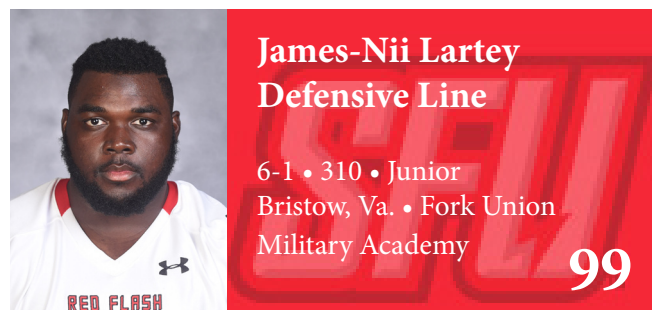 James-Nii Lartey
Defensive Line
SFU
6-1 • 310 • Junior
Bristow, Va. • Fork Union
Military Academy
99
RED FLASH